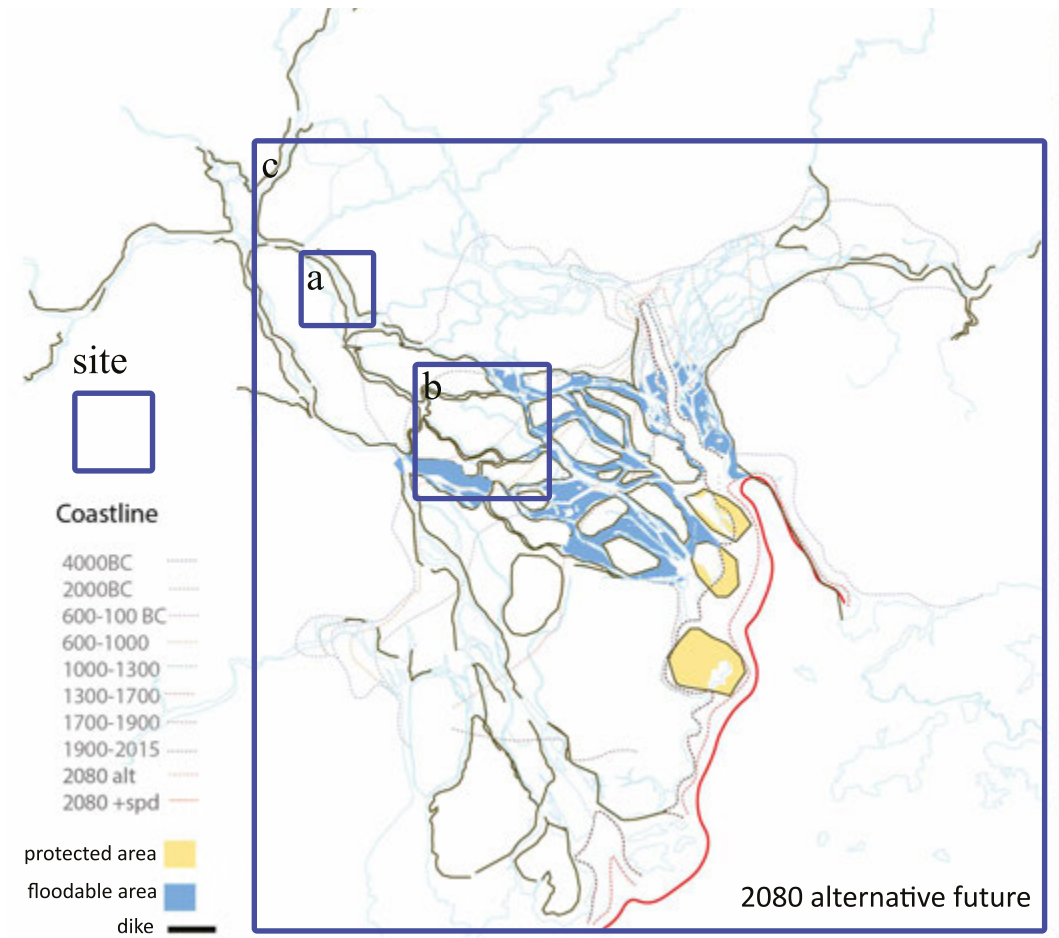 c
a
site
b
Coastline
4000BC
2000BC
600-100 BC
600-1000
1000-1300
1300-1700
1700-1900
1900-2015
2080 alt
2080 +spd
protected area
floodable area
dike
2080 alternative future